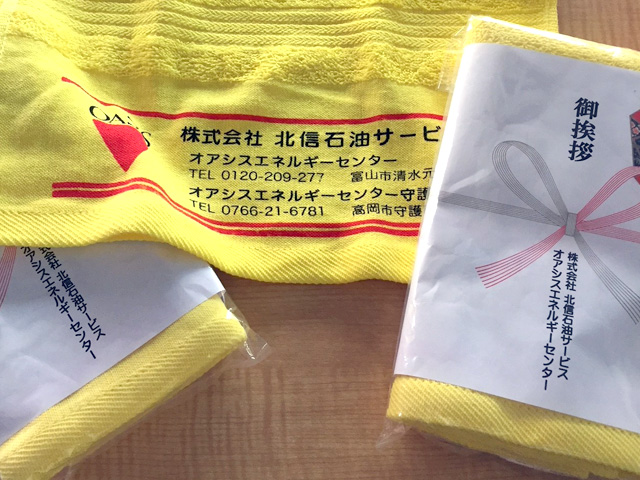 株式会社 北信石油サービ
オアシスエネルギーセンター
TEL 0120-209-277 富山市清水元
オアシスエネルギーセンター守護
TEL 0766-21-6781 高岡市守護
御挨拶
株式会社 北信石油サービス
オアシスエネルギーセンター
株式会社 北信石油サービス
オアシスエネルギーセンター